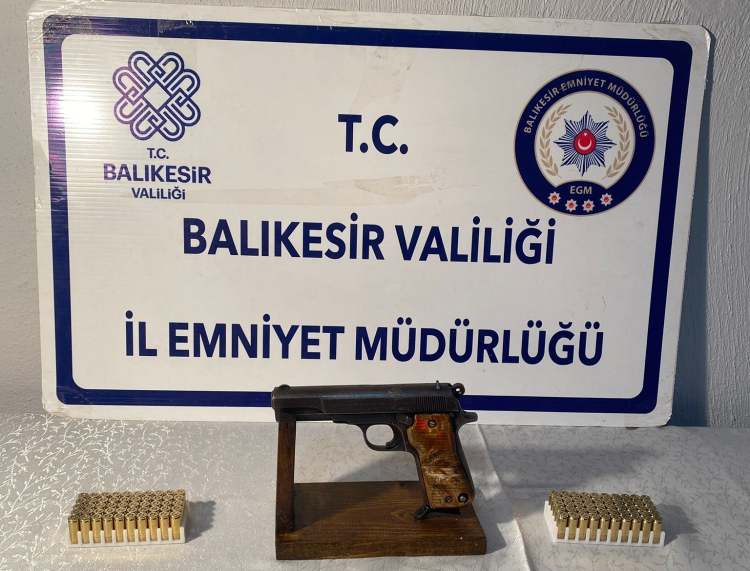 T.C.
BALIKESİR
VALİLİĞİ
T.C.
BALIKESİR EMNİYET MÜDÜRLÜĞÜ
EGM
BALIKESİR VALİLİĞİ
İL EMNİYET MÜDÜRLÜĞÜ